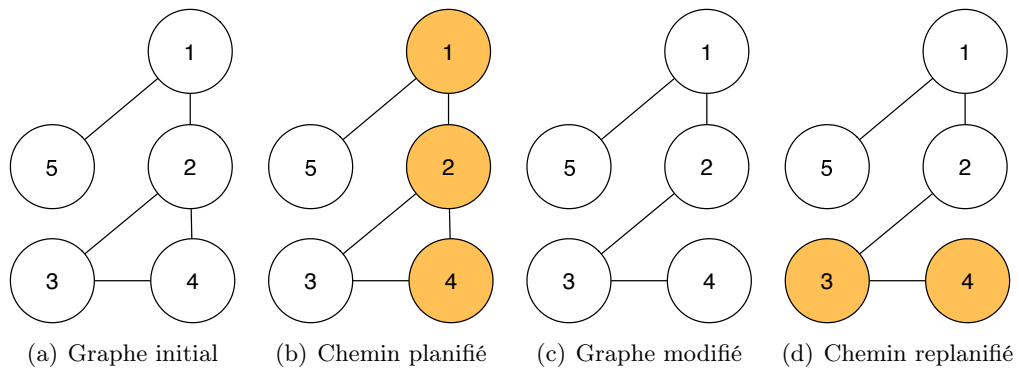 1 1 1 1
5 2 5 2 5 2 5 2
3 4 3 4 3 4 3 4
(a) Graphe initial (b) Chemin planifié (c) Graphe modifié (d) Chemin replanifié